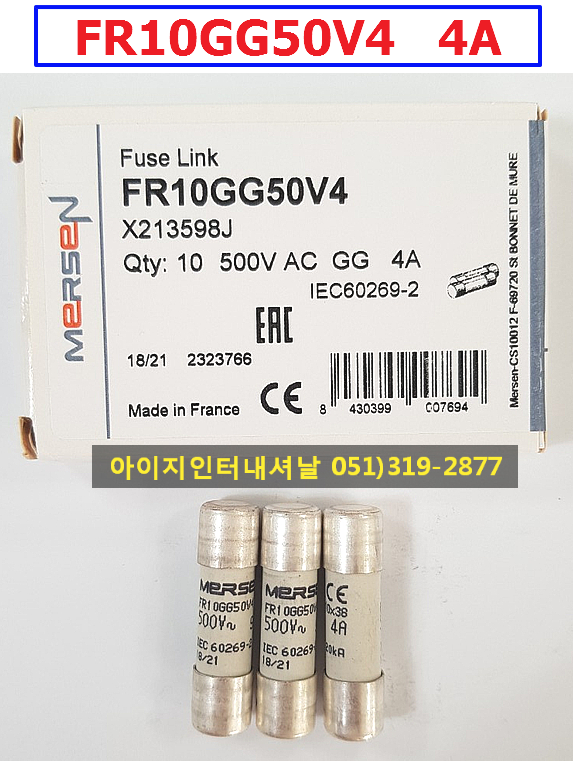 FR10GG50V4 4A
MERSEN
Fuse Link
FR10GG50V4
X213598J
Qty: 10 500V AC GG 4A
IEC60269-2
EAC
18/21 2323766
Made in France CE
8 430399 007694
Mersen-CS10012 F-69720 St BONNET DE MURE
아이지인터내셔날 051)319-2877
MERSEN
FR10GG50V4
500V~
IEC 60269-2
18/21
MERSEN
FR10GG50V
500V~
IEC 60269-
18/21
CE
10x38
4A
120kA